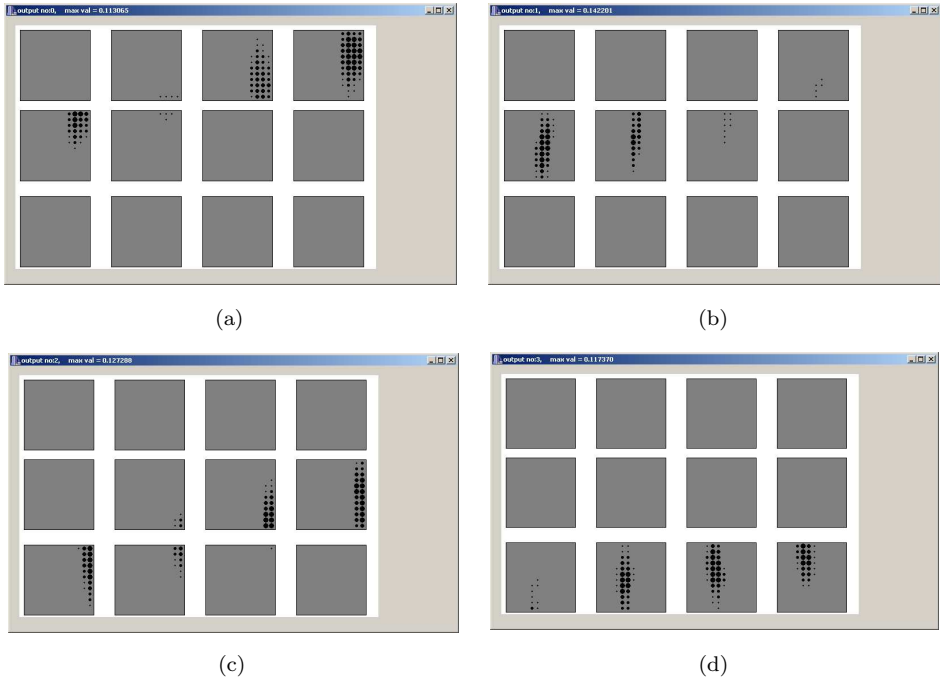 output no:0, max val = 0.113065
output no:1, max val = 0.142201
(a)
(b)
output no:2, max val = 0.127288
output no:3, max val = 0.117370
(c)
(d)